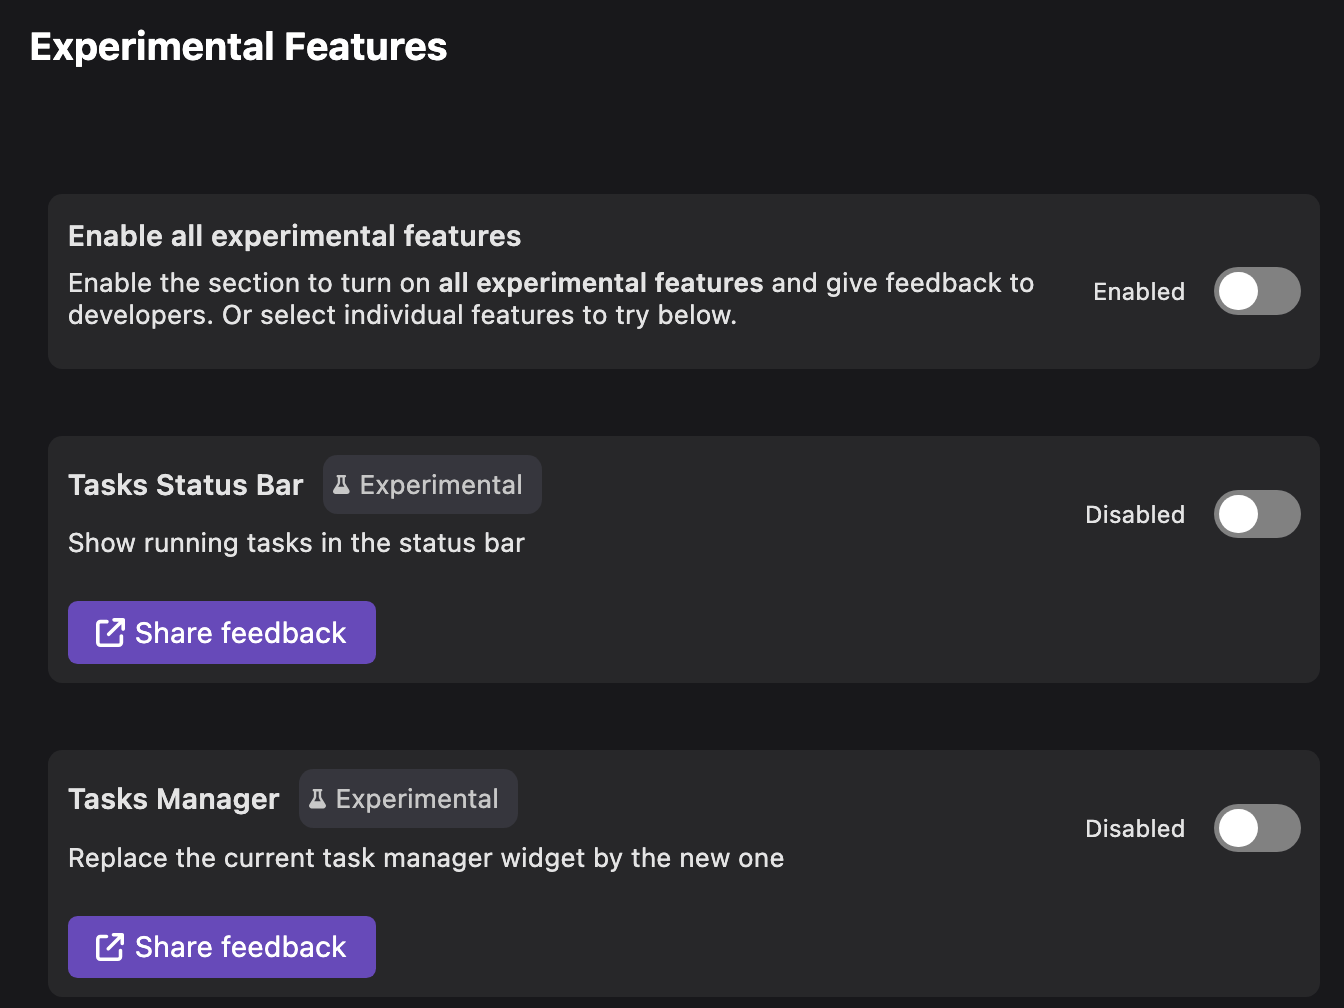 Experimental Features
Enable all experimental features
Enable the section to turn on all experimental features and give feedback to
developers. Or select individual features to try below.
Enabled
Tasks Status Bar
Experimental
Show running tasks in the status bar
Disabled
Share feedback
Tasks Manager
Experimental
Replace the current task manager widget by the new one
Disabled
Share feedback